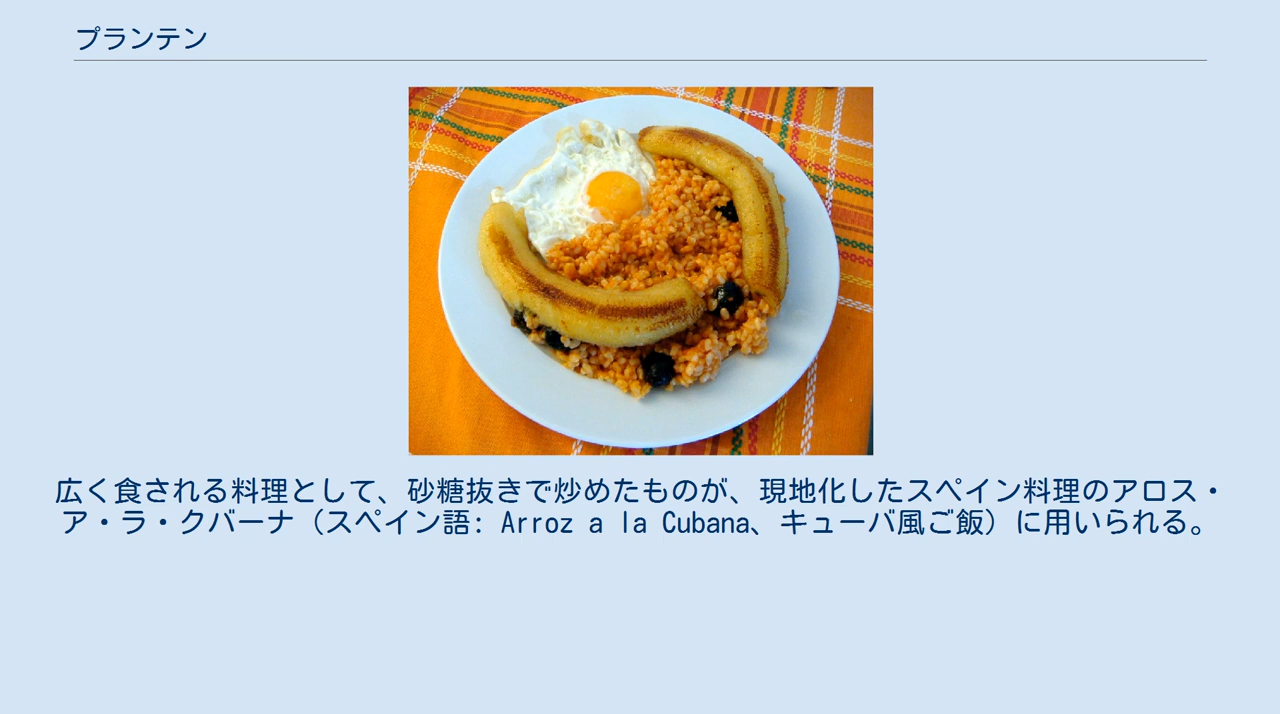 プランテン
広く食される料理として、砂糖抜きで炒めたものが、現地化したスペイン料理のアロス・
ア・ラ・クバーナ（スペイン語: Arroz a la Cubana、キューバ風ご飯）に用いられる。